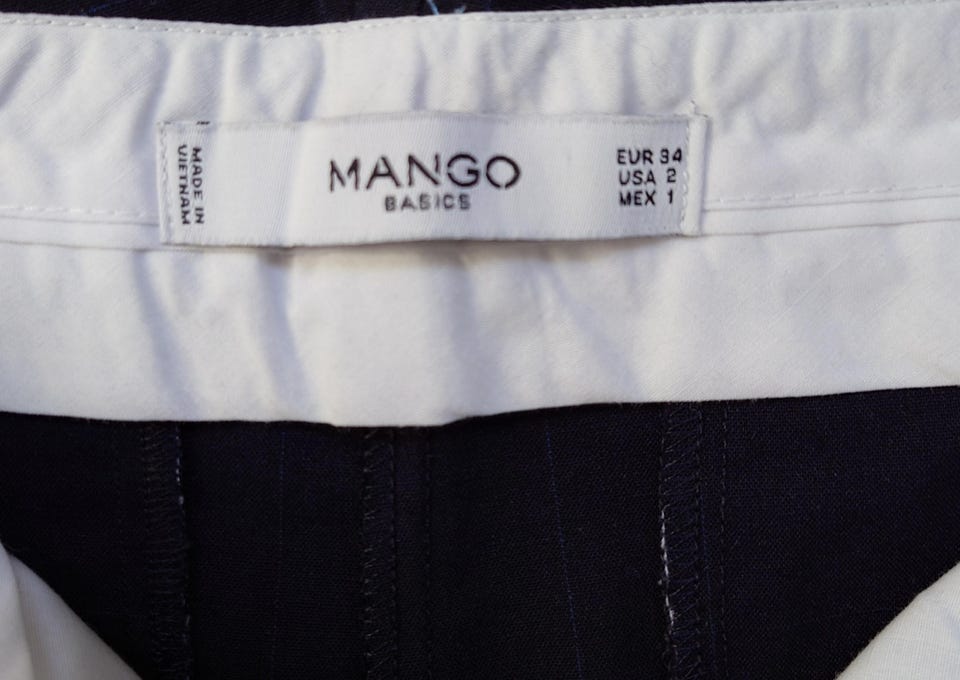 MADE IN
VIETNAM
MANGO
BASICS
EUR 34
USA 2
MEX 1